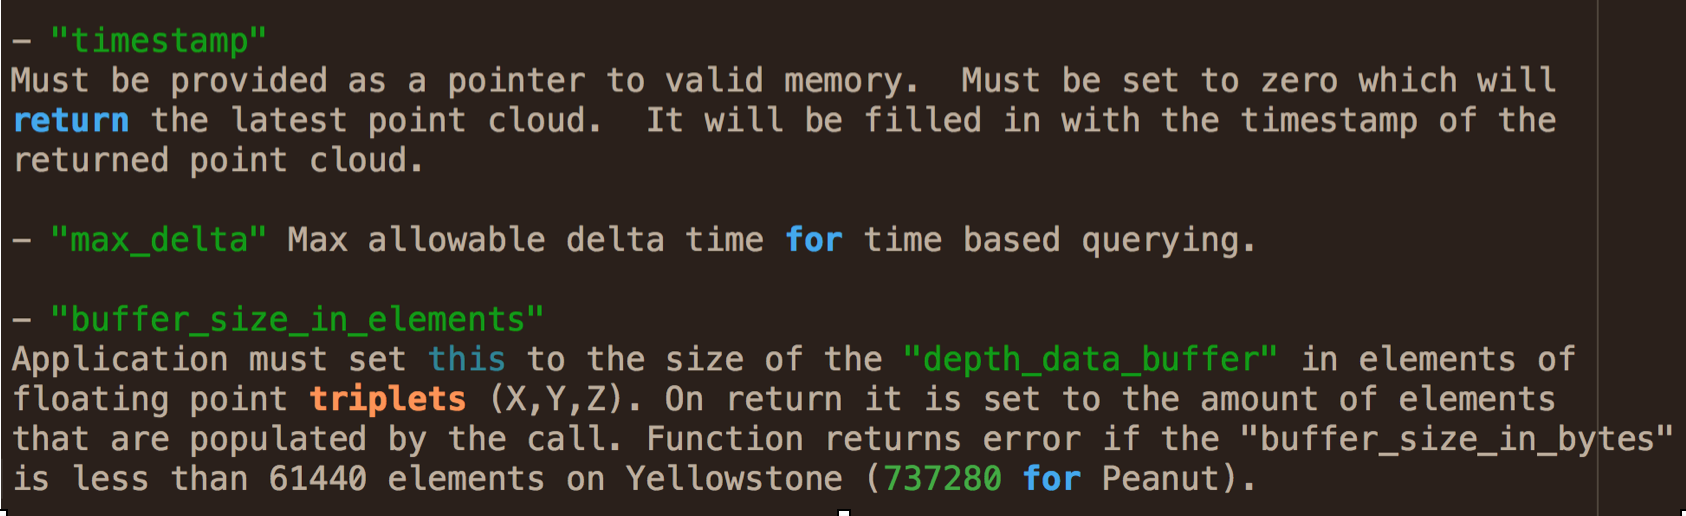 – "timestamp"
Must be provided as a pointer to valid memory.  Must be set to zero which will
return the latest point cloud.  It will be filled in with the timestamp of the
returned point cloud.
– "max_delta" Max allowable delta time for time based querying.
– "buffer_size_in_elements"
Application must set this to the size of the "depth_data_buffer" in elements of
floating point triplets (X,Y,Z). On return it is set to the amount of elements
that are populated by the call. Function returns error if the "buffer_size_in_bytes"
is less than 61440 elements on Yellowstone (737280 for Peanut).